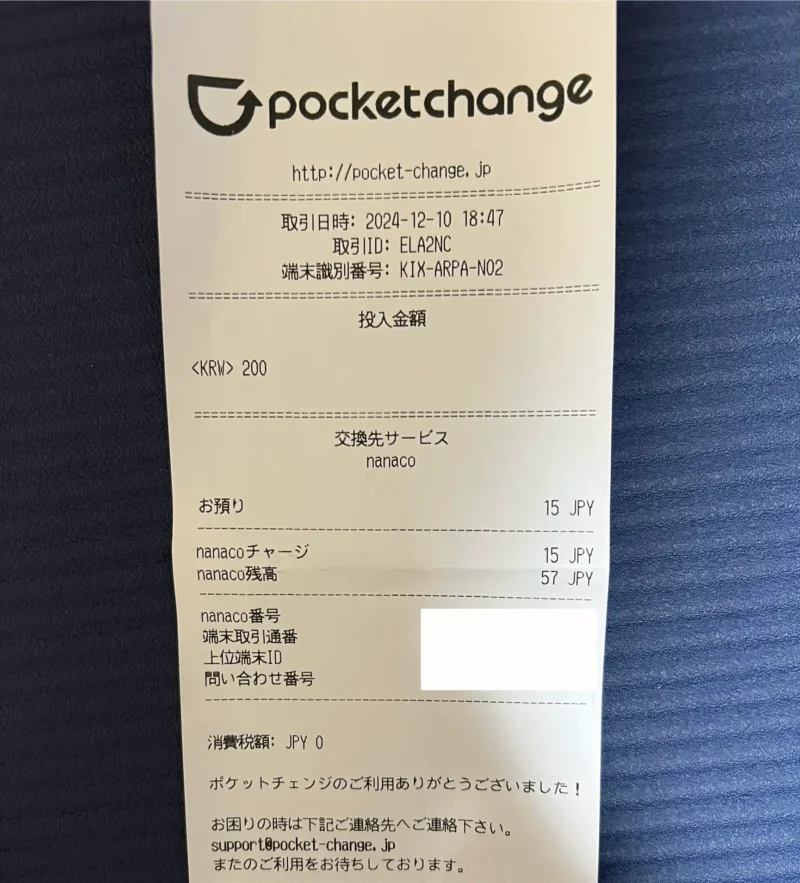 pocketchange
http://pocket-change.jp
取引日時: 2024-12-10 18:47
取引ID: ELA2NC
端末識別番号: KIX-ARPA-N02
投入金額
<KRW> 200
交換先サービス
nanaco
お預り 15 JPY
nanacoチャージ 15 JPY
nanaco残高 57 JPY
nanaco番号
端末取引通番
上位端末ID
問い合わせ番号
消費税額: JPY 0
ポケットチェンジのご利用ありがとうございました!
お困りの時は下記ご連絡先へご連絡下さい。
support@pocket-change.jp
またのご利用をお待ちしております。